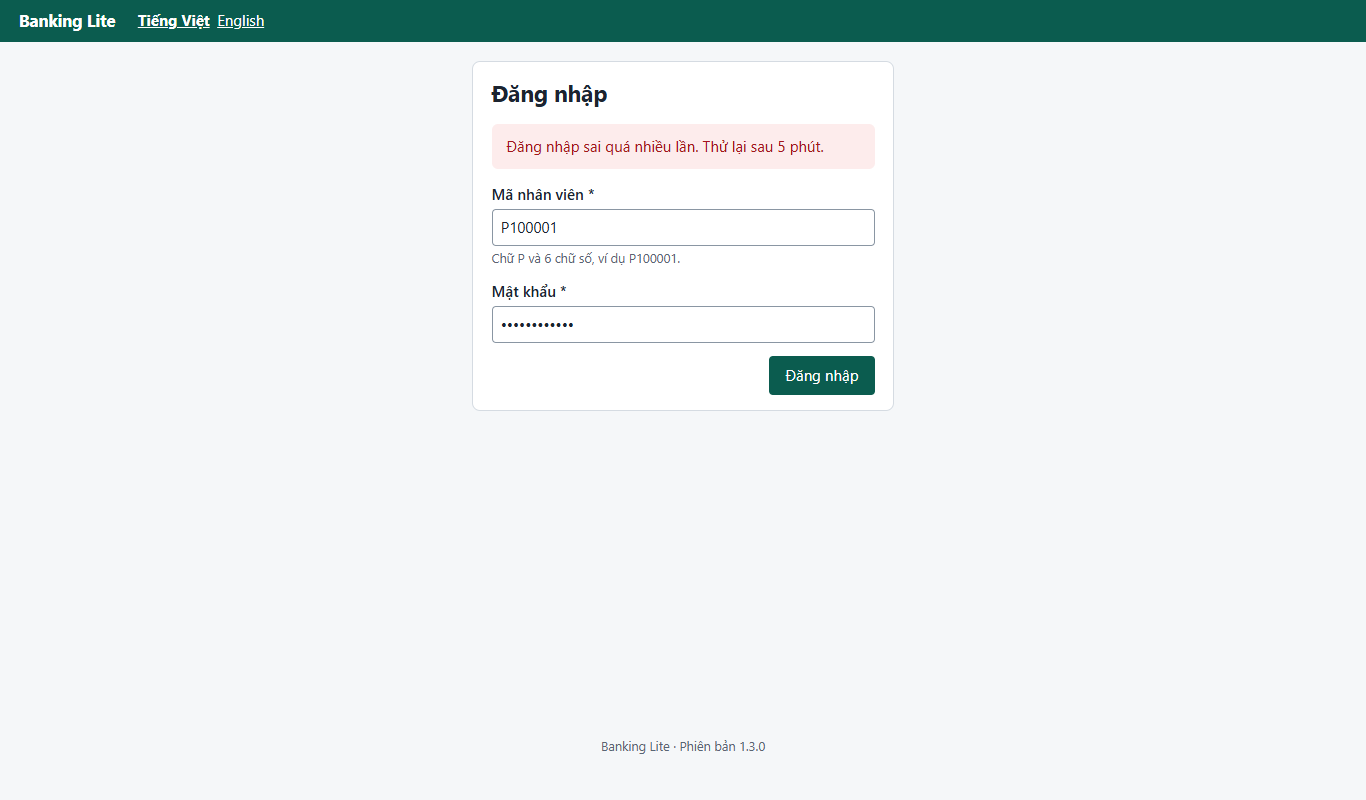 Banking Lite Tiếng Việt English
Đăng nhập
Đăng nhập sai quá nhiều lần. Thử lại sau 5 phút.
Mã nhân viên *
P100001
Chữ P và 6 chữ số, ví dụ P100001.
Mật khẩu *
••••••••••••
Đăng nhập
Banking Lite · Phiên bản 1.3.0